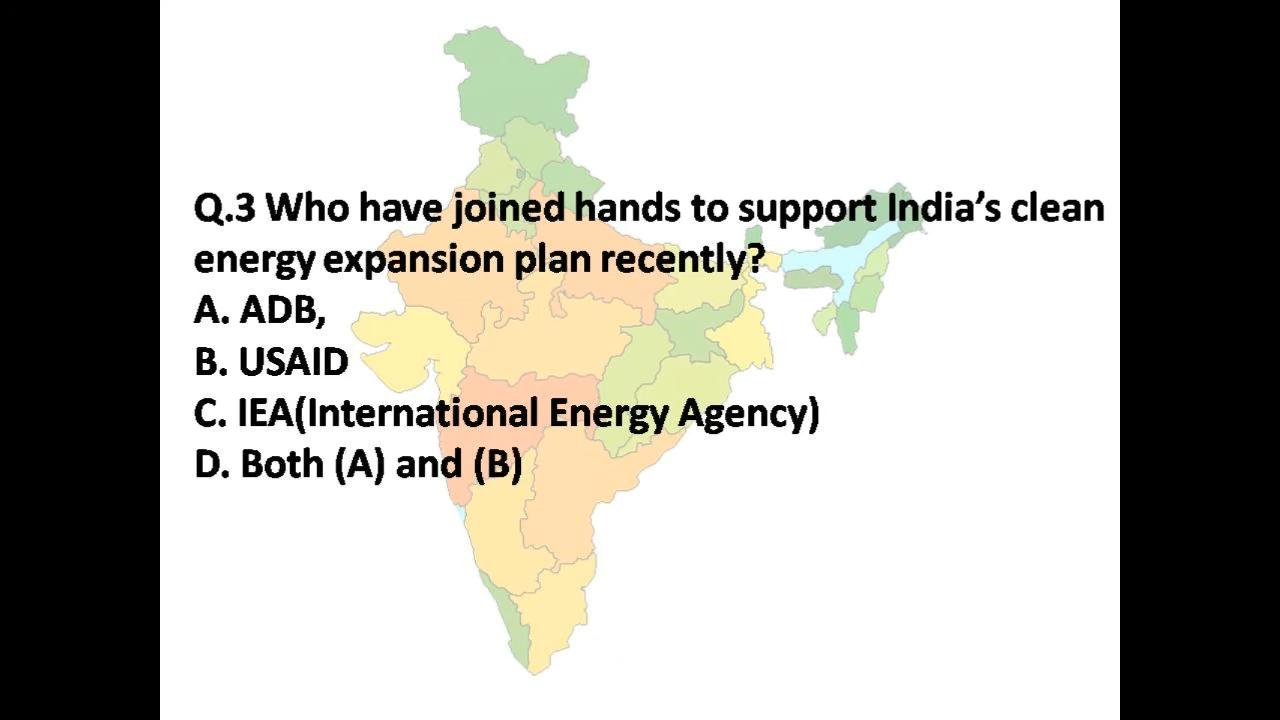 Q.3 Who have joined hands to support India’s clean
energy expansion plan recently?
A. ADB,
B. USAID
C. IEA(International Energy Agency)
D. Both (A) and (B)